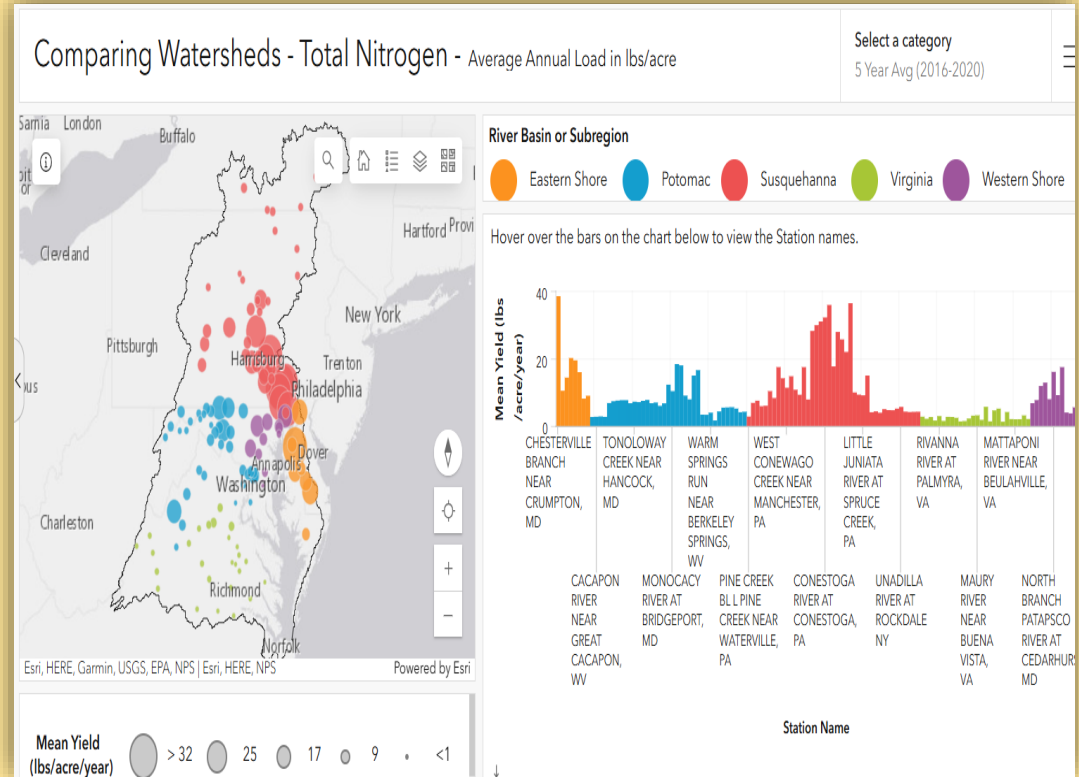 Comparing Watersheds - Total Nitrogen - Average Annual Load in lbs/acre
Select a category
5 Year Avg (2016-2020)
Sarnia London
Buffalo
Cleveland
Hartford Provi
New York
Pittsburgh
Harrisburg
Trenton
Philadelphia
us
Dover
Annapolis
Washington
Charleston
Richmond
Norfolk
Esri, HERE, Garmin, USGS, EPA, NPS | Esri, HERE, NPS
Powered by Esri
Mean Yield
(lbs/acre/year)
> 32
25
17
9
<1
River Basin or Subregion
Eastern Shore
Potomac
Susquehanna
Virginia
Western Shore
Hover over the bars on the chart below to view the Station names.
Mean Yield (lbs
/acre/year)
40
20
0
CHESTERVILLE
BRANCH
NEAR
CRUMPTON,
MD
CACAPON
RIVER
NEAR
GREAT
CACAPON,
WV
TONOLOWAY
CREEK NEAR
HANCOCK,
MD
MONOCACY
RIVER AT
BRIDGEPORT,
MD
WARM
SPRINGS
RUN
NEAR
BERKELEY
SPRINGS,
WV
PINE CREEK
BL L PINE
CREEK NEAR
WATERVILLE,
PA
WEST
CONEWAGO
CREEK NEAR
MANCHESTER,
PA
CONESTOGA
RIVER AT
CONESTOGA,
PA
LITTLE
JUNIATA
RIVER AT
SPRUCE
CREEK,
PA
UNADILLA
RIVER AT
ROCKDALE
NY
RIVANNA
RIVER AT
PALMYRA,
VA
MAURY
RIVER
NEAR
BUENA
VISTA,
VA
MATTAPONI
RIVER NEAR
BEULAHVILLE,
VA
NORTH
BRANCH
PATAPSCO
RIVER AT
CEDARHURS
MD
Station Name